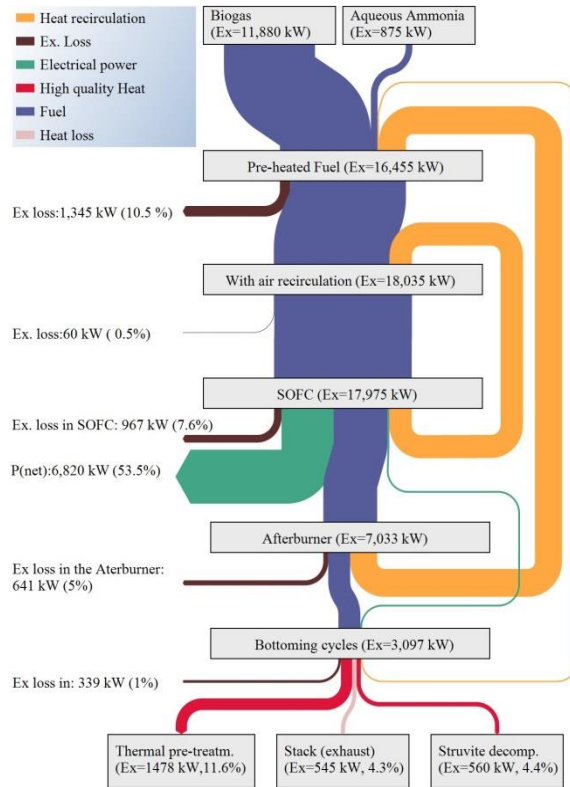 Heat recirculation
Ex. Loss
Electrical power
High quality Heat
Fuel
Heat loss
Biogas
(Ex=11,880 kW)
Aqueous Ammonia
(Ex=875 kW)
Pre-heated Fuel (Ex=16,455 kW)
Ex loss:1,345 kW (10.5 %)
With air recirculation (Ex=18,035 kW)
Ex. loss:60 kW ( 0.5%)
SOFC (Ex=17,975 kW)
Ex. loss in SOFC: 967 kW (7.6%)
P(net):6,820 kW (53.5%)
Afterburner (Ex=7,033 kW)
Ex loss in the Aterburner:
641 kW (5%)
Bottoming cycles (Ex=3,097 kW)
Ex loss in: 339 kW (1%)
Thermal pre-treatm.
(Ex=1478 kW,11.6%)
Stack (exhaust)
(Ex=545 kW, 4.3%)
Struvite decomp.
(Ex=560 kW, 4.4%)